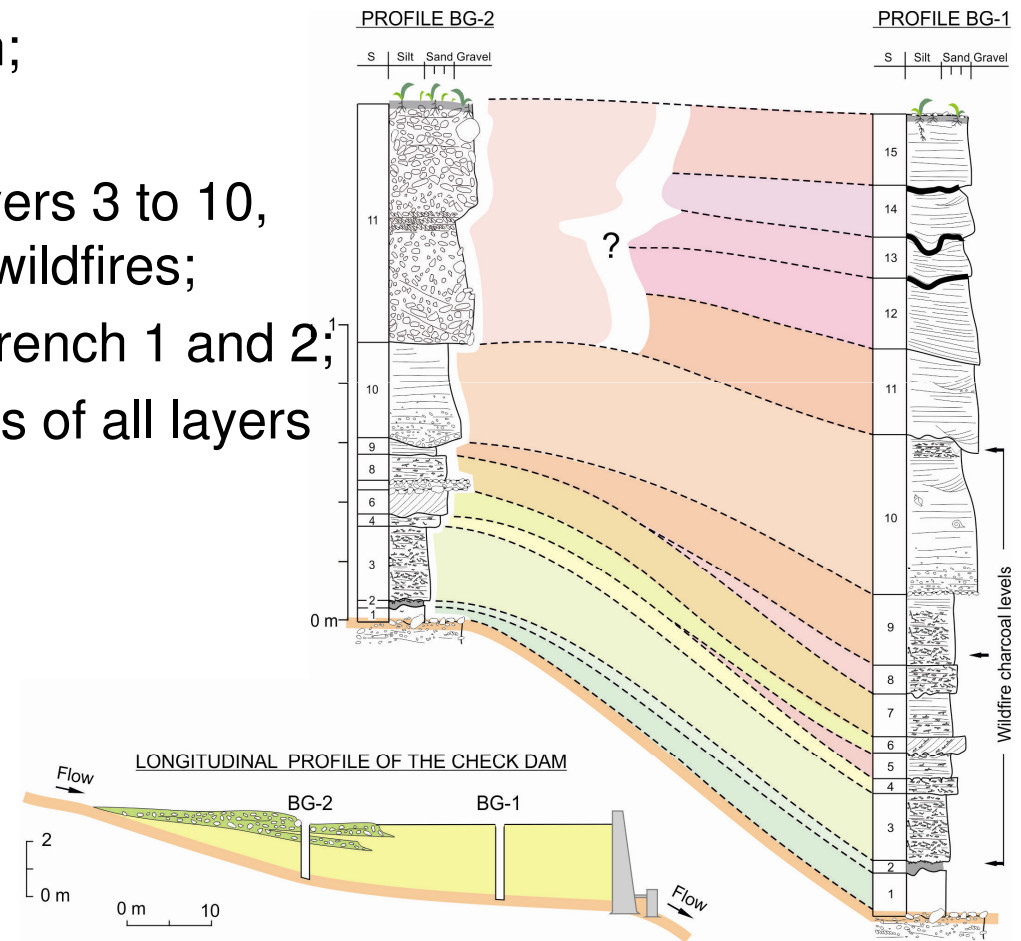 n;
yers 3 to 10,
wildfires;
rench 1 and 2;
s of all layers
PROFILE BG-2
S Silt Sand Gravel
11
1
10
9
8
6
4
3
2
1
0 m
?
PROFILE BG-1
S Silt Sand Gravel
15
14
13
12
11
10
9
8
7
6
5
4
3
2
1
Wildfire charcoal levels
LONGITUDINAL PROFILE OF THE CHECK DAM
Flow
BG-2
BG-1
2
0 m
0 m 10
Flow